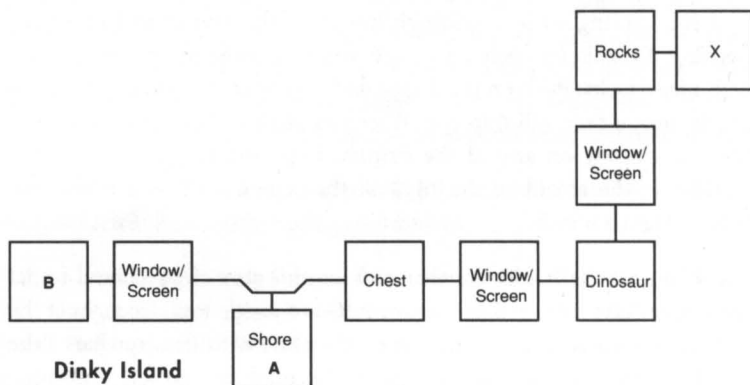 Rocks
X
Window/
Screen
B
Window/
Screen
Chest
Window/
Screen
Dinosaur
Shore
A
Dinky Island